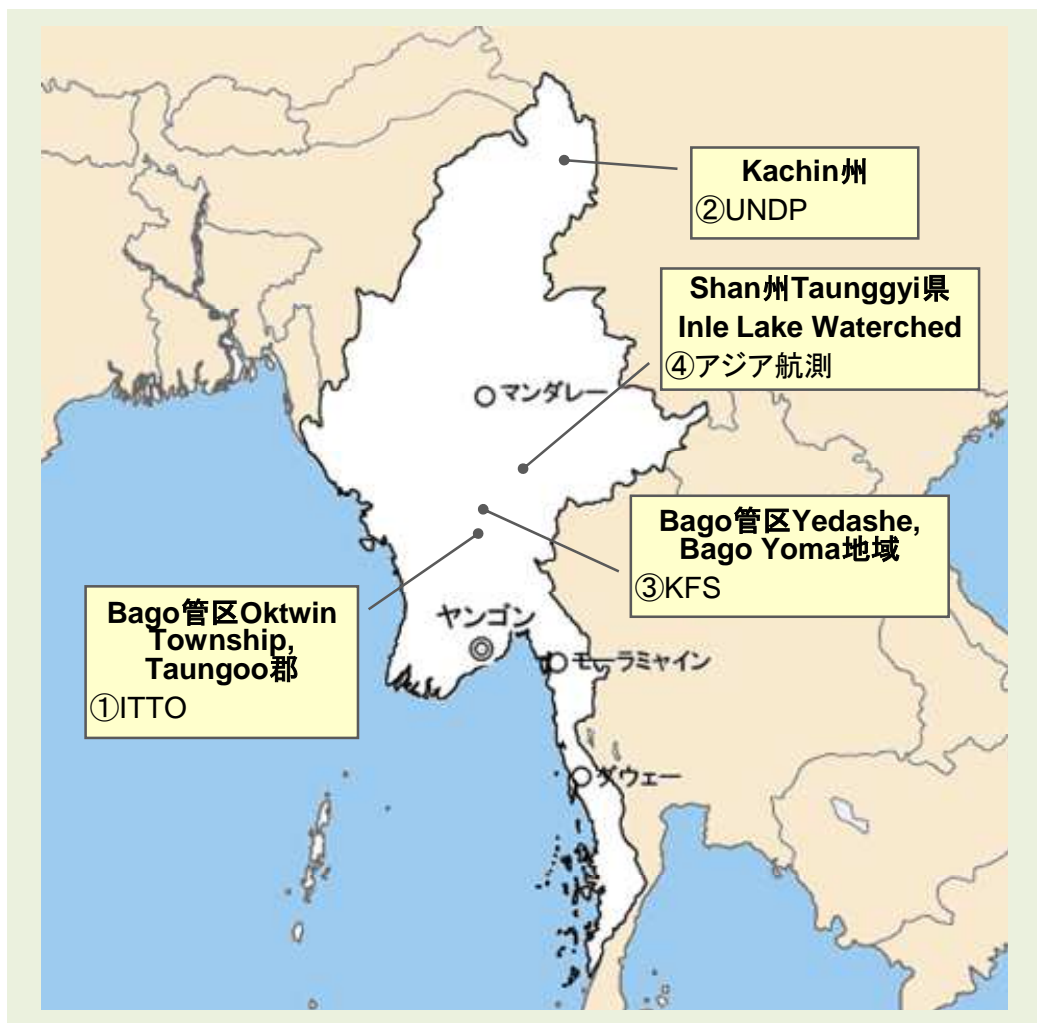 Kachin州
②UNDP
Shan州Taunggyi県
Inle Lake Waterched
④アジア航測
マンダレー
Bago管区Yedashe,
Bago Yoma地域
③KFS
Bago管区Oktwin
Township,
Taungoo郡
①ITTO
ヤンゴン
モーラミャイン
ダウェー